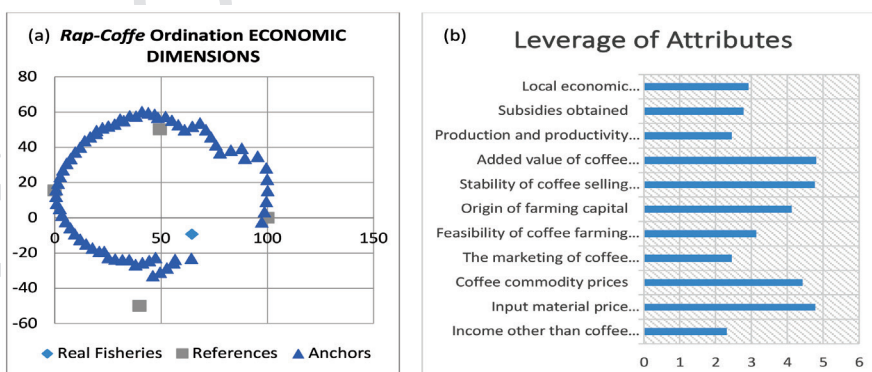 (a) Rap-Coffe Ordination ECONOMIC
DIMENSIONS
80
60
40
20
0
-20
-40
-60
0 50 100 150
Real Fisheries References Anchors
(b) Leverage of Attributes
Local economic...
Subsidies obtained
Production and productivity...
Added value of coffee...
Stability of coffee selling...
Origin of farming capital
Feasibility of coffee farming...
The marketing of coffee...
Coffee commodity prices
Input material price...
Income other than coffee...
0 1 2 3 4 5 6